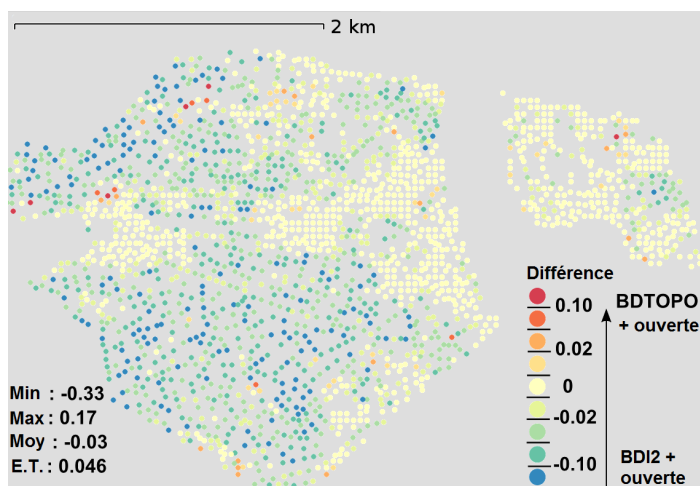 2 km
Différence
0.10
0.02
0
-0.02
-0.10
BDTOPO
+ ouverte
BDI2 +
ouverte
Min : -0.33
Max : 0.17
Moy : -0.03
E.T. : 0.046